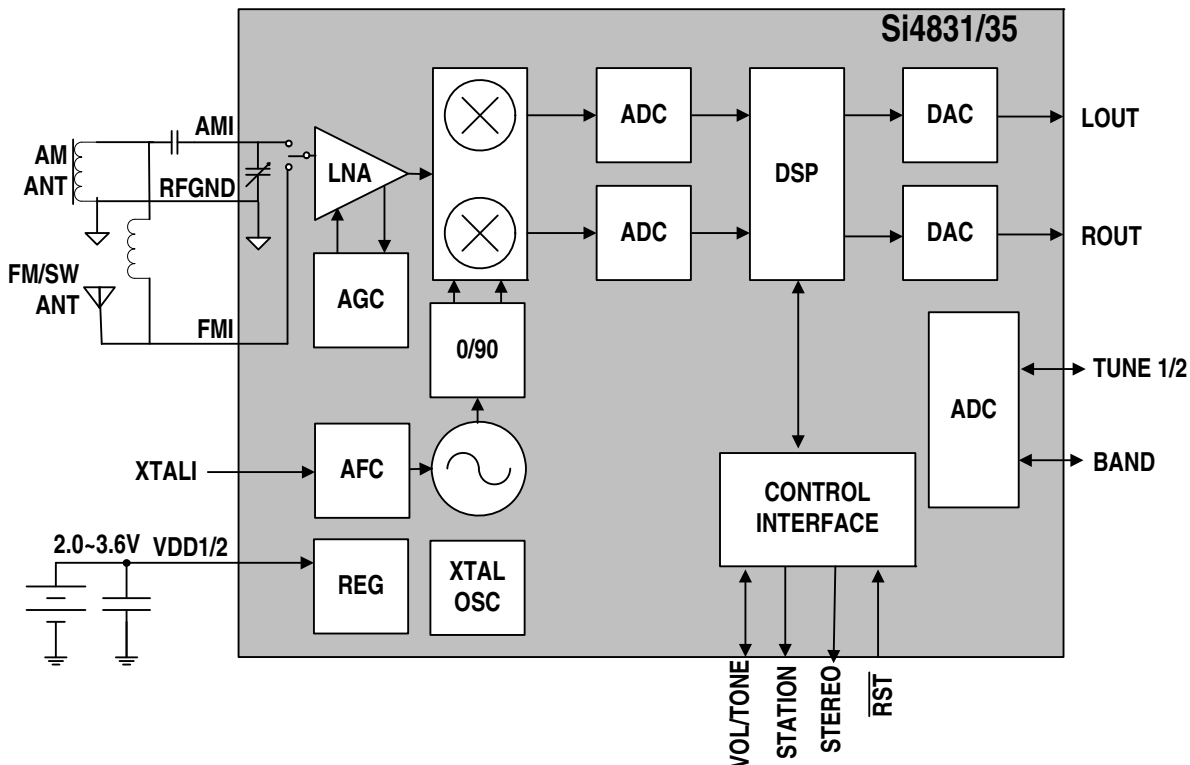 Si4831/35
AMI
AM
ANT
RFGND
FM/SW
ANT
FMI
LNA
AGC
0/90
ADC
ADC
DSP
DAC
DAC
LOUT
ROUT
ADC
TUNE 1/2
BAND
XTALI
AFC
CONTROL
INTERFACE
2.0~3.6V
VDD1/2
REG
XTAL
OSC
VOL/TONE
STATION
STEREO
RST